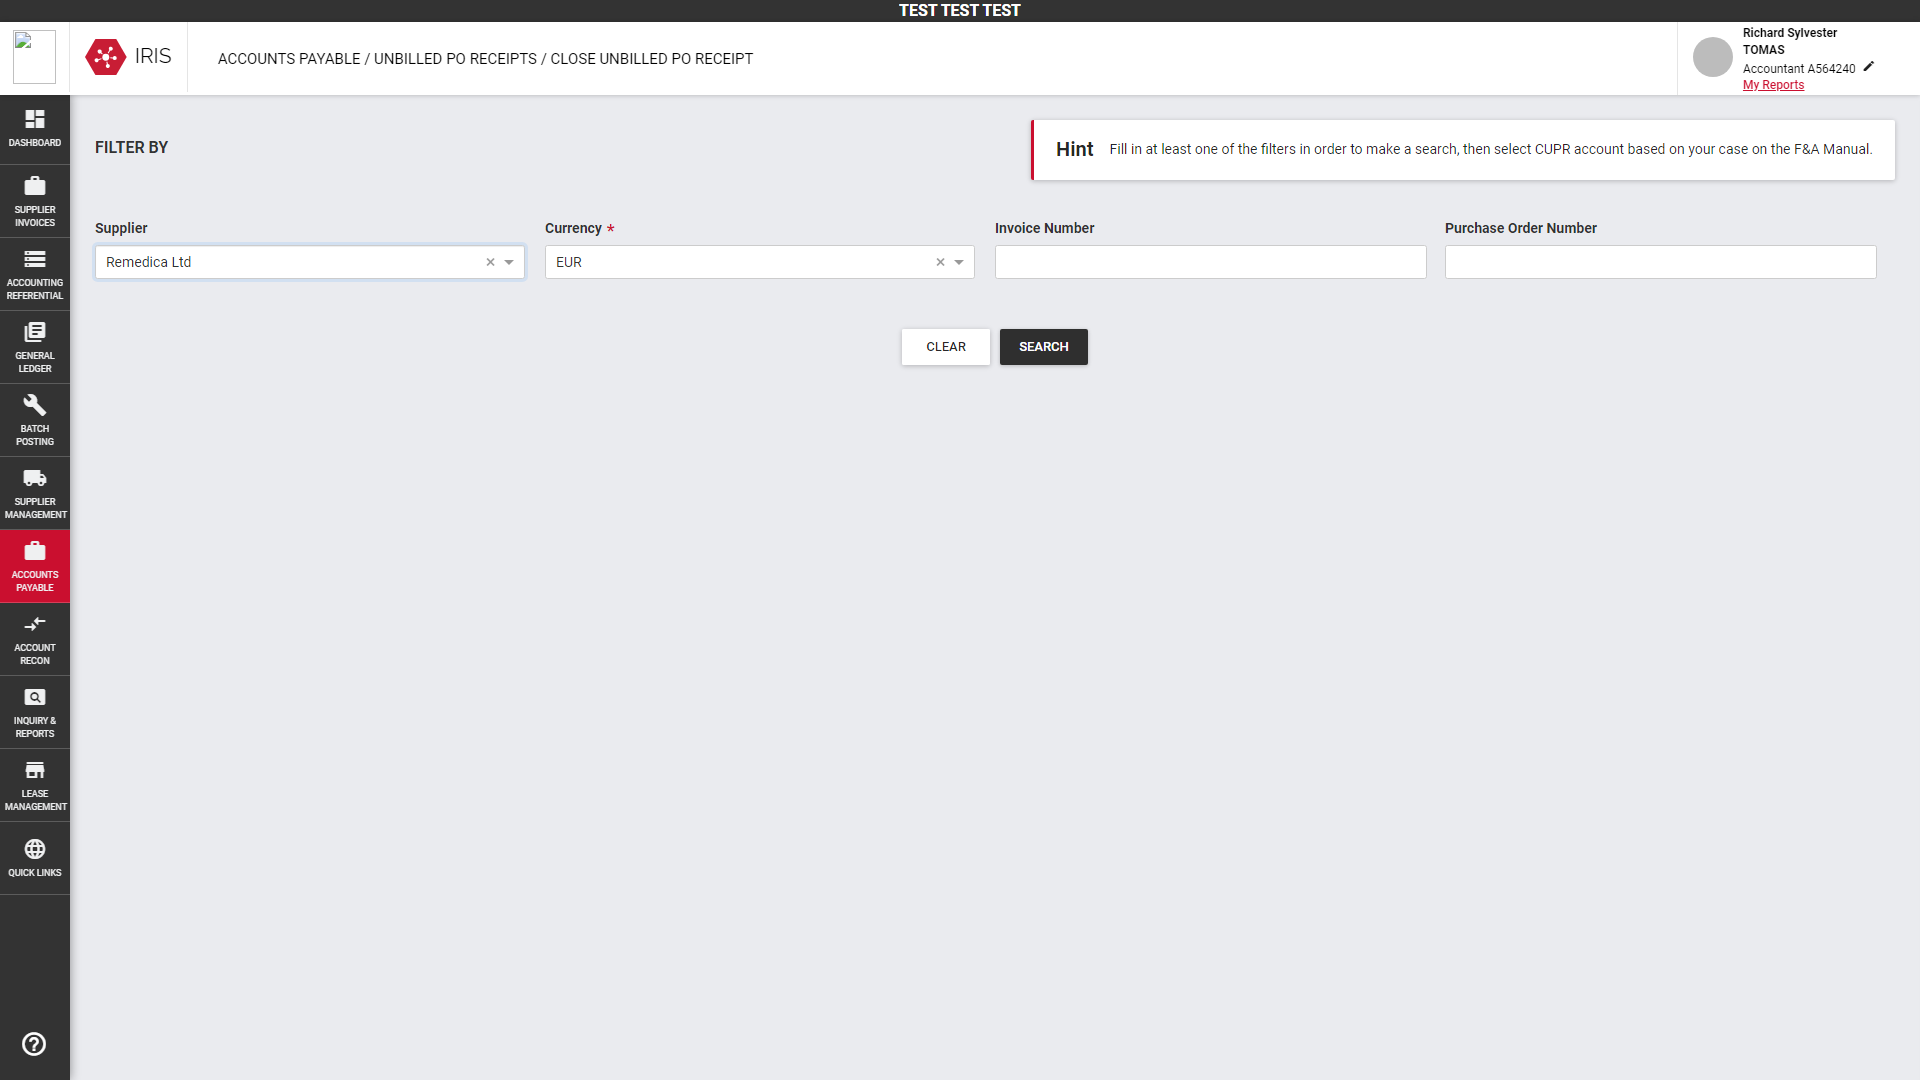 TEST TEST TEST
IRIS
ACCOUNTS PAYABLE / UNBILLED PO RECEIPTS / CLOSE UNBILLED PO RECEIPT
Richard Sylvester
TOMAS
Accountant A564240
My Reports
DASHBOARD
SUPPLIER
INVOICES
ACCOUNTING
REFERENTIAL
GENERAL
LEDGER
BATCH
POSTING
SUPPLIER
MANAGEMENT
ACCOUNTS
PAYABLE
ACCOUNT
RECON
INQUIRY &
REPORTS
LEASE
MANAGEMENT
QUICK LINKS
FILTER BY
Hint Fill in at least one of the filters in order to make a search, then select CUPR account based on your case on the F&A Manual.
Supplier
Remedica Ltd
Currency *
EUR
Invoice Number
Purchase Order Number
CLEAR
SEARCH